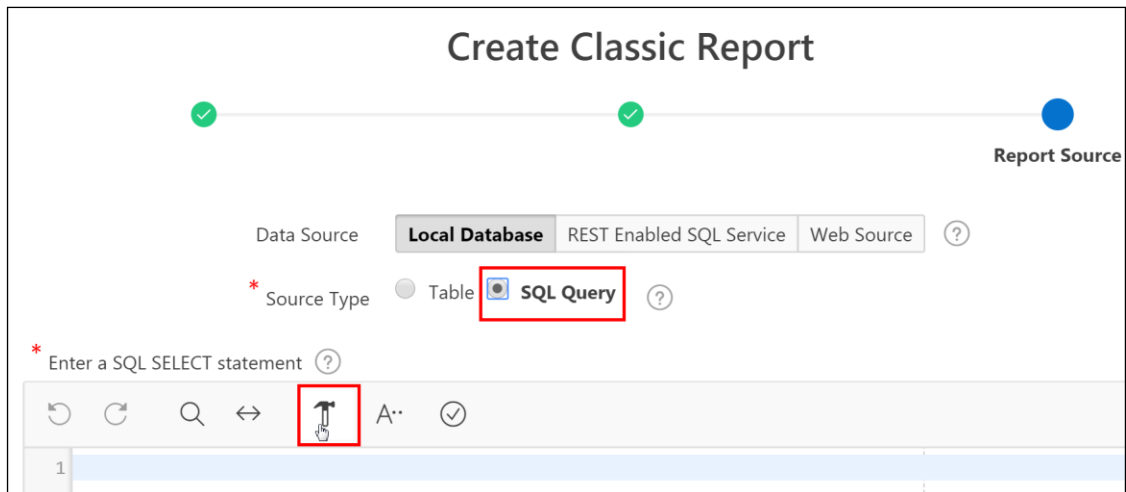 Create Classic Report
Report Source
Data Source Local Database REST Enabled SQL Service Web Source ?
* Source Type Table SQL Query ?
* Enter a SQL SELECT statement ?
A··
1